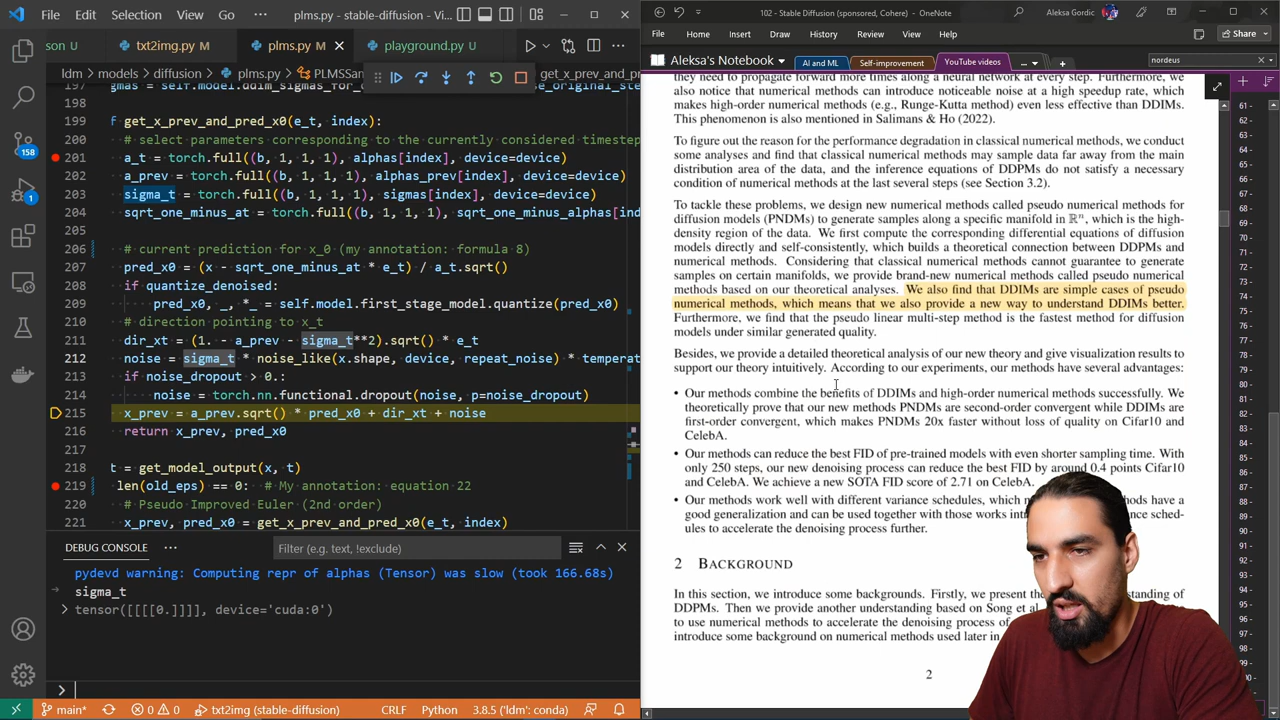 File Edit Selection View Go ··· plms.py - stable-diffusion - Vi...
son U txt2img.py M plms.py M playground.py U
ldm > models > diffusion > plms.py > PLMSSan get_x_prev_and_pred_x0
197 gmas = self.model.ddim_sigmas_for_ se_original_s
198
199 f get_x_prev_and_pred_x0(e_t, index):
200 # select parameters corresponding to the currently considered timestep
201 a_t = torch.full((b, 1, 1, 1), alphas[index], device=device)
202 a_prev = torch.full((b, 1, 1, 1), alphas_prev[index], device=device)
203 sigma_t = torch.full((b, 1, 1, 1), sigmas[index], device=device)
204 sqrt_one_minus_at = torch.full((b, 1, 1, 1), sqrt_one_minus_alphas
205
206 # current prediction for x_0 (my annotation: formula 8)
207 pred_x0 = (x - sqrt_one_minus_at * e_t) / a_t.sqrt()
208 if quantize_denoised:
209 pred_x0, _, *_ = self.model.first_stage_model.quantize(pred_x0)
210 # direction pointing to x_t
211 dir_xt = (1. - a_prev - sigma_t**2).sqrt() * e_t
212 noise = sigma_t * noise_like(x.shape, device, repeat_noise) * temperat
213 if noise_dropout > 0.:
214 noise = torch.nn.functional.dropout(noise, p=noise_dropout)
215 x_prev = a_prev.sqrt() * pred_x0 + dir_xt + noise
216 return x_prev, pred_x0
217
218 t = get_model_output(x, t)
219 len(old_eps) == 0: # My annotation: equation 22
220 # Pseudo Improved Euler (2nd order)
221 x_prev, pred_x0 = get_x_prev_and_pred_x0(e_t, index)
158
1
DEBUG CONSOLE ··· Filter (e.g. text, !exclude)
pydevd warning: Computing repr of alphas (Tensor) was slow (took 166.68s)
sigma_t
tensor([[[[0.]]]], device='cuda:0')
main* 0 0 txt2img (stable-diffusion) CRLF Python 3.8.5 ('ldm': conda)
102 - Stable Diffusion (sponsored, Cohere) - OneNote Aleksa Gordic
File Home Insert Draw History Review View Help Share
Aleksa's Notebook AI and ML Self-improvement YouTube videos ... + nordeus
they need to propagate forward more times along a neural network at every step. Furthermore, we
also notice that numerical methods can introduce noticeable noise at a high speedup rate, which
makes high-order numerical methods (e.g., Runge-Kutta method) even less effective than DDIMs.
This phenomenon is also mentioned in Salimans & Ho (2022).
To figure out the reason for the performance degradation in classical numerical methods, we conduct
some analyses and find that classical numerical methods may sample data far away from the main
distribution area of the data, and the inference equations of DDPMs do not satisfy a necessary
condition of numerical methods at the last several steps (see Section 3.2).
To tackle these problems, we design new numerical methods called pseudo numerical methods for
diffusion models (PNDMs) to generate samples along a specific manifold in ℝⁿ, which is the high-
density region of the data. We first compute the corresponding differential equations of diffusion
models directly and self-consistently, which builds a theoretical connection between DDPMs and
numerical methods. Considering that classical numerical methods cannot guarantee to generate
samples on certain manifolds, we provide brand-new numerical methods called pseudo numerical
methods based on our theoretical analyses. We also find that DDIMs are simple cases of pseudo
numerical methods, which means that we also provide a new way to understand DDIMs better.
Furthermore, we find that the pseudo linear multi-step method is the fastest method for diffusion
models under similar generated quality.
Besides, we provide a detailed theoretical analysis of our new theory and give visualization results to
support our theory intuitively. According to our experiments, our methods have several advantages:
• Our methods combine the benefits of DDIMs and high-order numerical methods successfully. We
theoretically prove that our new methods PNDMs are second-order convergent while DDIMs are
first-order convergent, which makes PNDMs 20x faster without loss of quality on Cifar10 and
CelebA.
• Our methods can reduce the best FID of pre-trained models with even shorter sampling time. With
only 250 steps, our new denoising process can reduce the best FID by around 0.4 points Cifar10
and CelebA. We achieve a new SOTA FID score of 2.71 on CelebA.
• Our methods work well with different variance schedules, which hods have a
good generalization and can be used together with those works int ance sched-
ules to accelerate the denoising process further.
2 BACKGROUND
In this section, we introduce some backgrounds. Firstly, we present the standing of
DDPMs. Then we provide another understanding based on Song et al
to use numerical methods to accelerate the denoising process of
introduce some background on numerical methods used later in
2